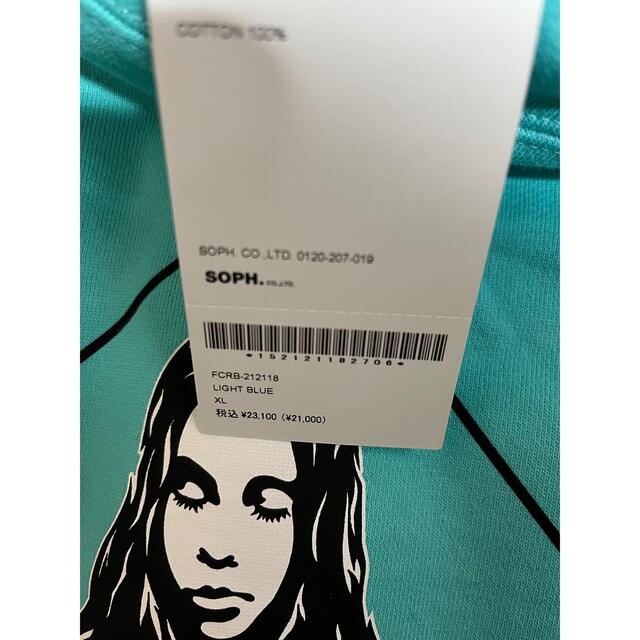 COTTON 100%
SOPH. CO.,LTD. 0120-207-019
SOPH. CO.,LTD.
*152121182706*
FCRB-212118
LIGHT BLUE
XL
税込 ¥23,100 (¥21,000)